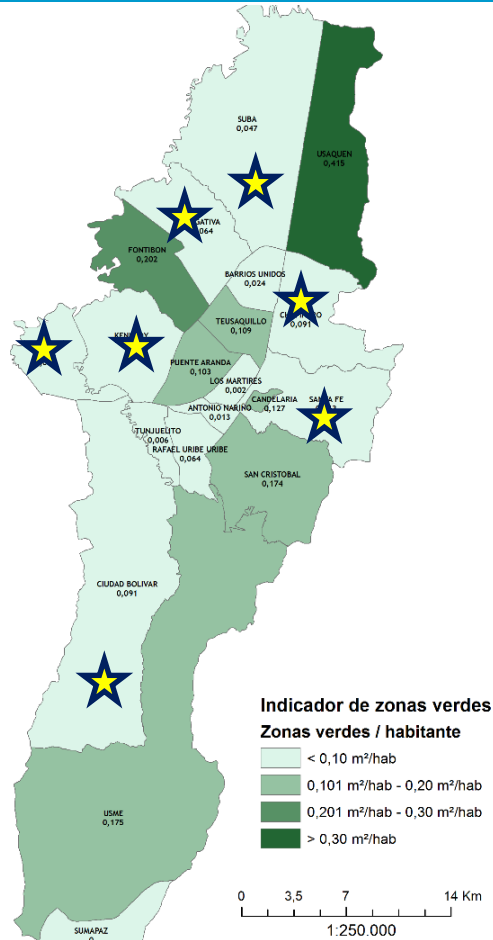 SUBA
0,047
USAQUEN
0,415
FONTIBON
0,202
BARRIOS UNIDOS
0,024
0,091
TEUSAQUILLO
0,109
PUENTE ARANDA
0,103
LOS MARTIRES
0,002
CANDELARIA
0,127
ANTONIO NARIÑO
0,013
TUNJUELITO
0,006
RAFAEL URIBE URIBE
0,064
SAN CRISTOBAL
0,174
CIUDAD BOLIVAR
0,091
USME
0,175
SUMAPAZ
0
Indicador de zonas verdes
Zonas verdes / habitante
< 0,10 m²/hab
0,101 m²/hab - 0,20 m²/hab
0,201 m²/hab - 0,30 m²/hab
> 0,30 m²/hab
0 3,5 7 14 Km
1:250.000